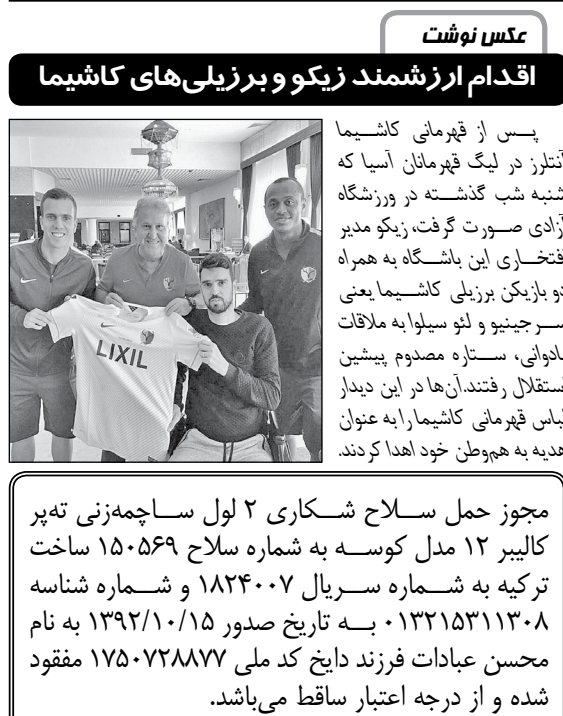 عکس نوشت
اقدام ارزشمند زیکو و برزیلی‌های کاشیما
پس از قهرمانی کاشیما
آنتلرز در لیگ قهرمانان آسیا که
شنبه شب گذشته در ورزشگاه
آزادی صورت گرفت، زیکو مدیر
افتخاری این باشگاه به همراه
دو بازیکن برزیلی کاشیما یعنی
سرجینیو و لئو سیلوا به ملاقات
پادوانی، ستاره مصدوم پیشین
استقلال رفتند.آن‌ها در این دیدار
لباس قهرمانی کاشیما را به عنوان
هدیه به هم‌وطن خود اهدا کردند.
LIXIL
مجوز حمل سلاح شکاری ۲ لول ساچمه‌زنی ته‌پر
کالیبر ۱۲ مدل کوسه به شماره سلاح ۱۵۰۵۶۹ ساخت
ترکیه به شماره سریال ۱۸۲۴۰۰۷ و شماره شناسه
۰۱۳۲۱۵۳۱۱۳۰۸ به تاریخ صدور ۱۳۹۲/۱۰/۱۵ به نام
محسن عبادات فرزند دایخ کد ملی ۱۷۵۰۷۲۸۸۷۷ مفقود
شده و از درجه اعتبار ساقط می‌باشد.